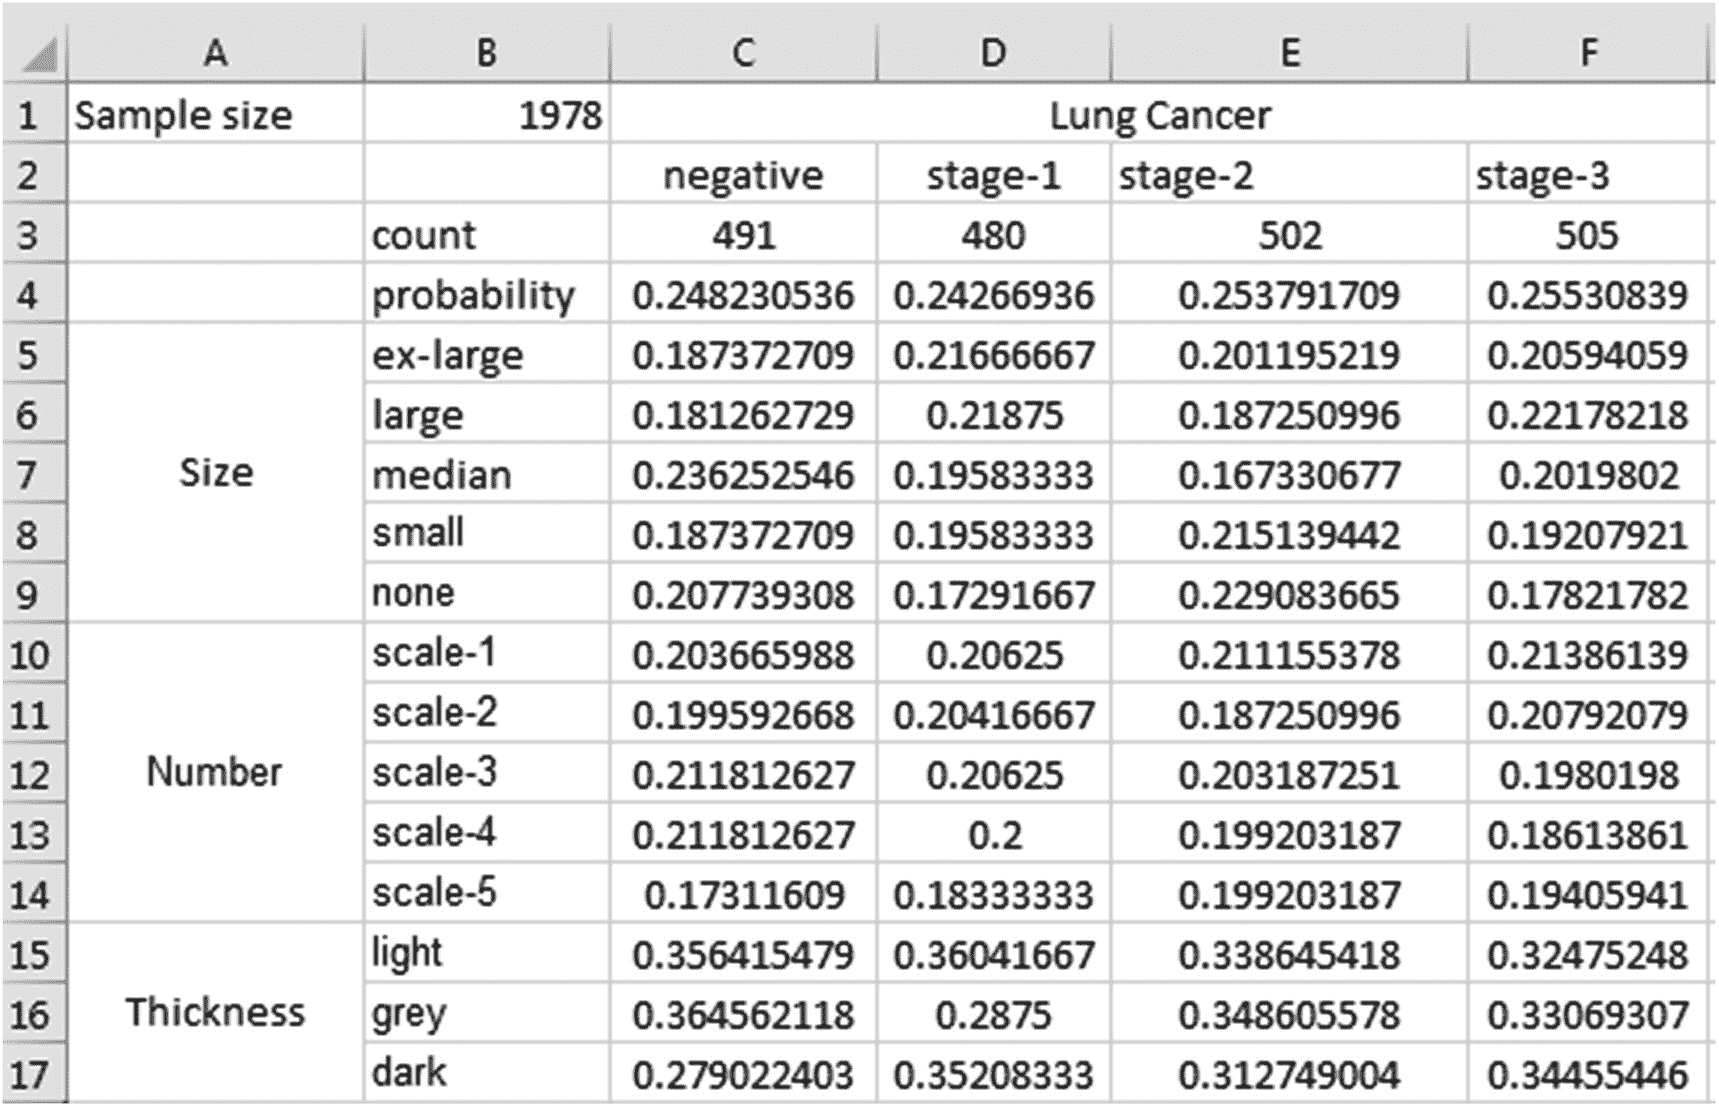 A B C D E F
1 Sample size 1978 Lung Cancer
2 negative stage-1 stage-2 stage-3
3 count 491 480 502 505
4 probability 0.248230536 0.24266936 0.253791709 0.25530839
5 ex-large 0.187372709 0.21666667 0.201195219 0.20594059
6 large 0.181262729 0.21875 0.187250996 0.22178218
7 Size median 0.236252546 0.19583333 0.167330677 0.2019802
8 small 0.187372709 0.19583333 0.215139442 0.19207921
9 none 0.207739308 0.17291667 0.229083665 0.17821782
10 scale-1 0.203665988 0.20625 0.211155378 0.21386139
11 scale-2 0.199592668 0.20416667 0.187250996 0.20792079
12 Number scale-3 0.211812627 0.20625 0.203187251 0.1980198
13 scale-4 0.211812627 0.2 0.199203187 0.18613861
14 scale-5 0.17311609 0.18333333 0.199203187 0.19405941
15 light 0.356415479 0.36041667 0.338645418 0.32475248
16 Thickness grey 0.364562118 0.2875 0.348605578 0.33069307
17 dark 0.279022403 0.35208333 0.312749004 0.34455446